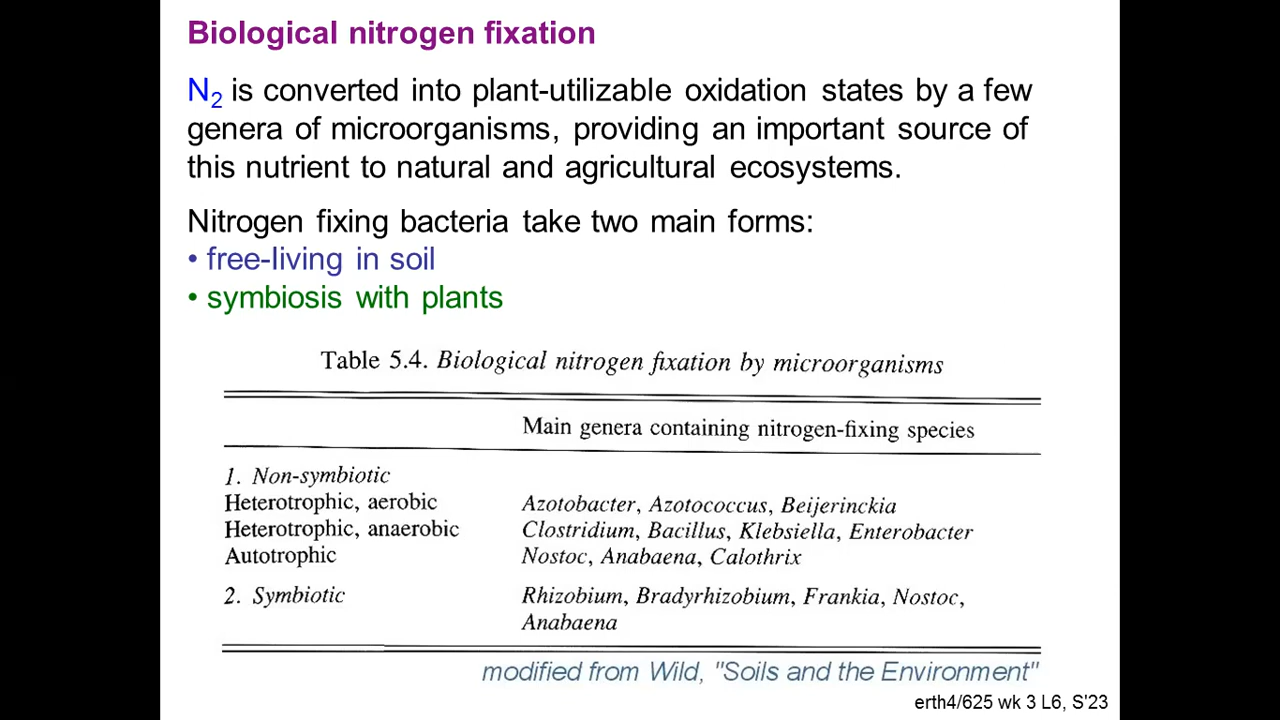 Biological nitrogen fixation
N2 is converted into plant-utilizable oxidation states by a few
genera of microorganisms, providing an important source of
this nutrient to natural and agricultural ecosystems.
Nitrogen fixing bacteria take two main forms:
• free-living in soil
• symbiosis with plants
Table 5.4. Biological nitrogen fixation by microorganisms
Main genera containing nitrogen-fixing species
1. Non-symbiotic
Heterotrophic, aerobic Azotobacter, Azotococcus, Beijerinckia
Heterotrophic, anaerobic Clostridium, Bacillus, Klebsiella, Enterobacter
Autotrophic Nostoc, Anabaena, Calothrix
2. Symbiotic Rhizobium, Bradyrhizobium, Frankia, Nostoc,
Anabaena
modified from Wild, "Soils and the Environment"
erth4/625 wk 3 L6, S'23